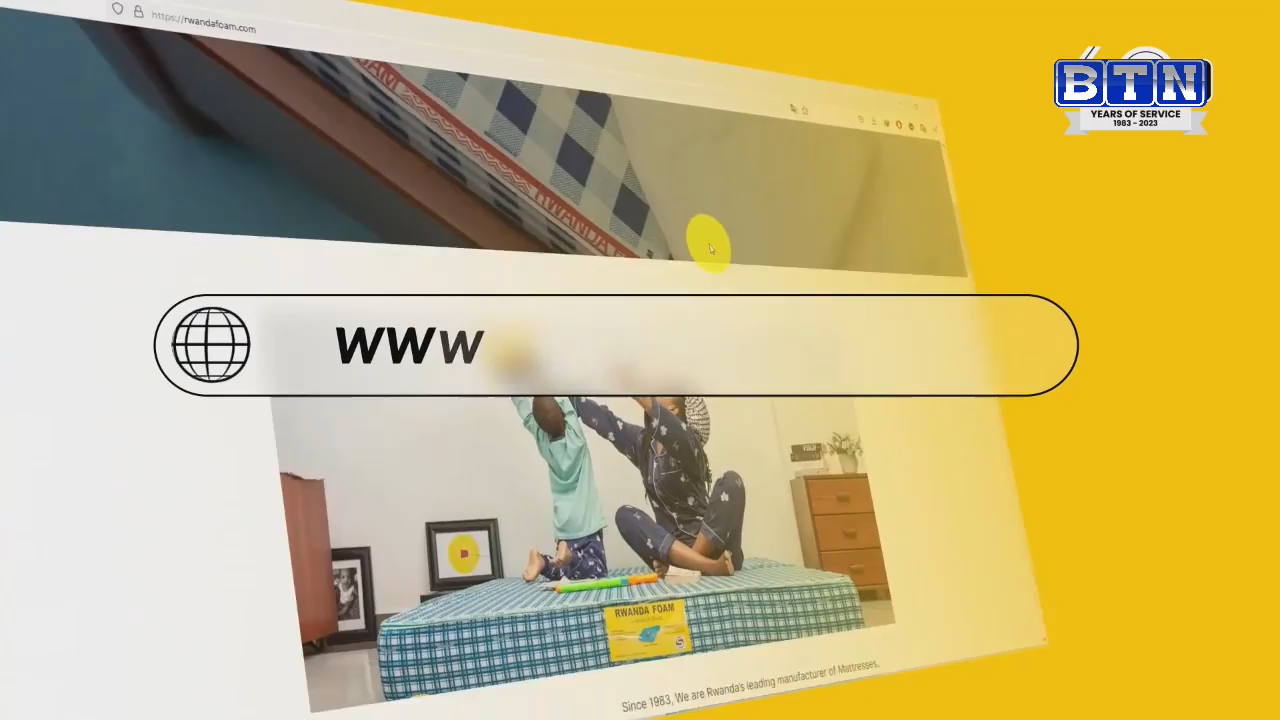 https://rwandafoam.com
BTN
YEARS OF SERVICE
1983 - 2023
RWANDA
www
RWANDA FOAM
Since 1983, We are Rwanda's leading manufacturer of Mattresses,